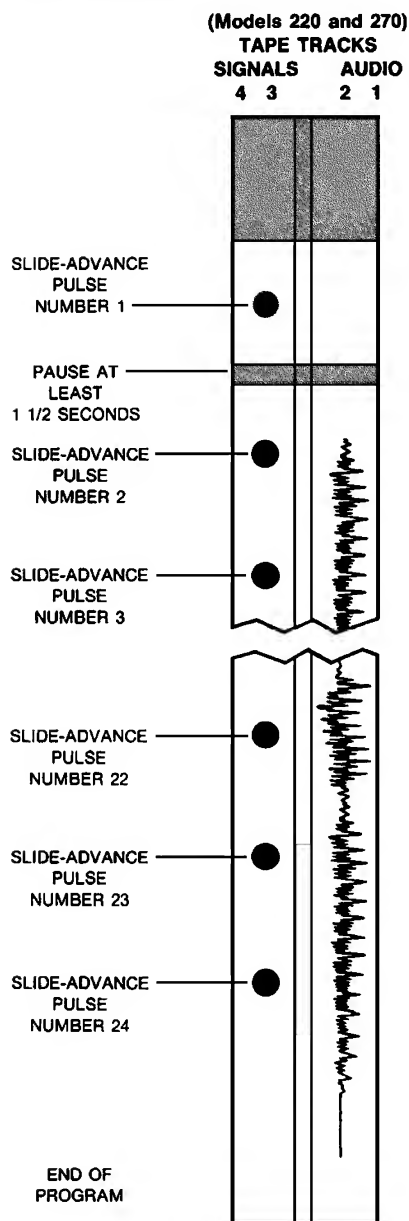 (Models 220 and 270)
TAPE TRACKS
SIGNALS AUDIO
4 3 2 1
SLIDE-ADVANCE
PULSE
NUMBER 1
PAUSE AT
LEAST
1 1/2 SECONDS
SLIDE-ADVANCE
PULSE
NUMBER 2
SLIDE-ADVANCE
PULSE
NUMBER 3
SLIDE-ADVANCE
PULSE
NUMBER 22
SLIDE-ADVANCE
PULSE
NUMBER 23
SLIDE-ADVANCE
PULSE
NUMBER 24
END OF
PROGRAM